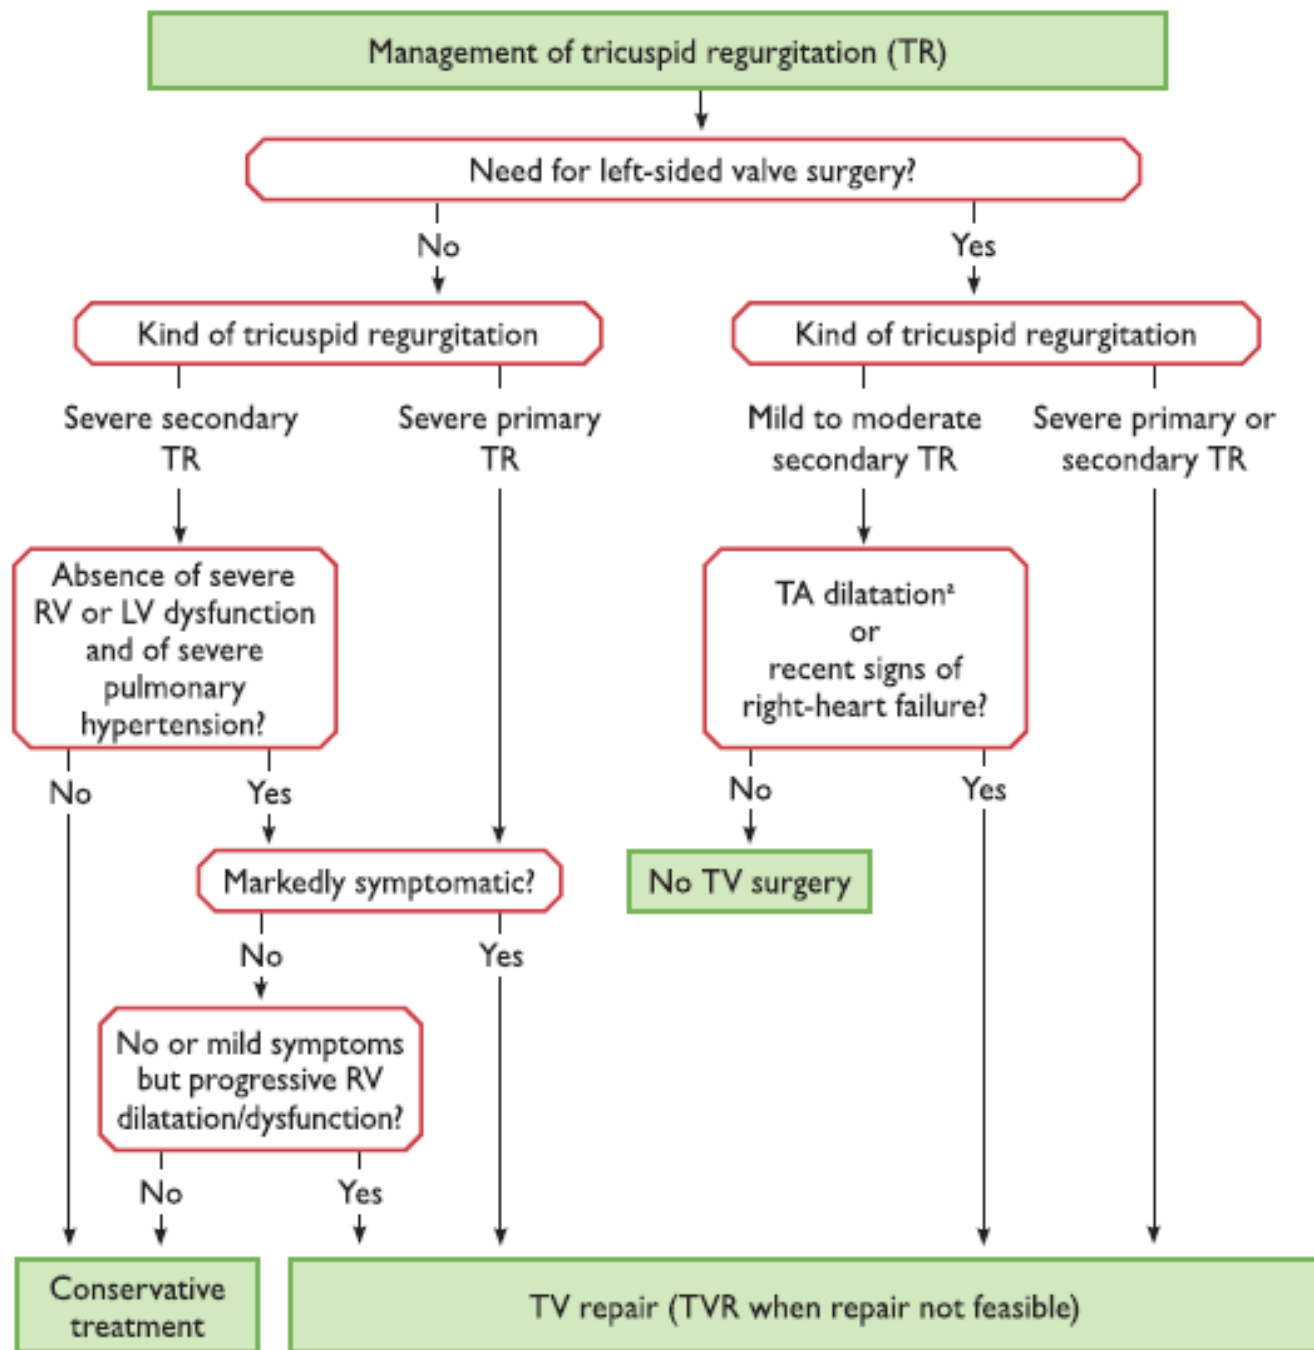 Management of tricuspid regurgitation (TR)
Need for left-sided valve surgery?
No
Yes
Kind of tricuspid regurgitation
Kind of tricuspid regurgitation
Severe secondary
TR
Severe primary
TR
Mild to moderate
secondary TR
Severe primary or
secondary TR
Absence of severe
RV or LV dysfunction
and of severe
pulmonary
hypertension?
TA dilatationᵃ
or
recent signs of
right-heart failure?
No
Yes
No
Yes
Markedly symptomatic?
No TV surgery
No
Yes
No or mild symptoms
but progressive RV
dilatation/dysfunction?
No
Yes
Conservative
treatment
TV repair (TVR when repair not feasible)